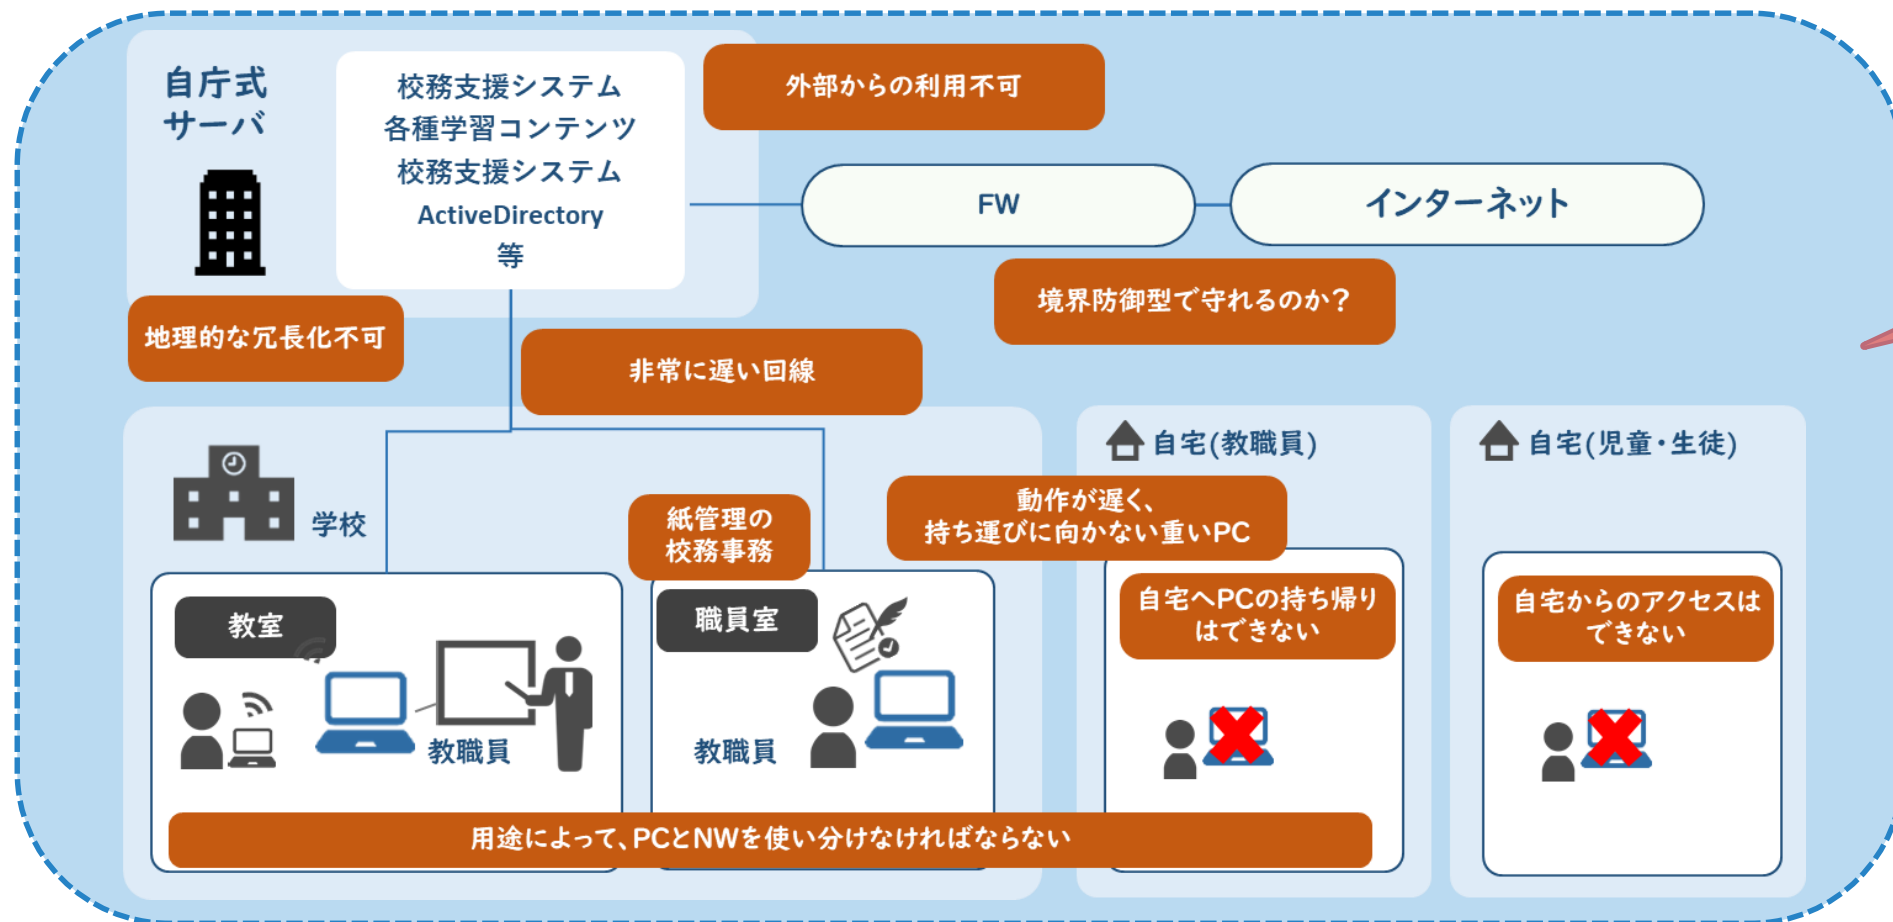 自庁式
サーバ
校務支援システム
各種学習コンテンツ
校務支援システム
ActiveDirectory
等
外部からの利用不可
FW
インターネット
境界防御型で守れるのか?
地理的な冗長化不可
非常に遅い回線
学校
自宅(教職員)
自宅(児童・生徒)
紙管理の
校務事務
動作が遅く、
持ち運びに向かない重いPC
教室
職員室
自宅へPCの持ち帰り
はできない
自宅からのアクセスは
できない
教職員
教職員
用途によって、PCとNWを使い分けなければならない